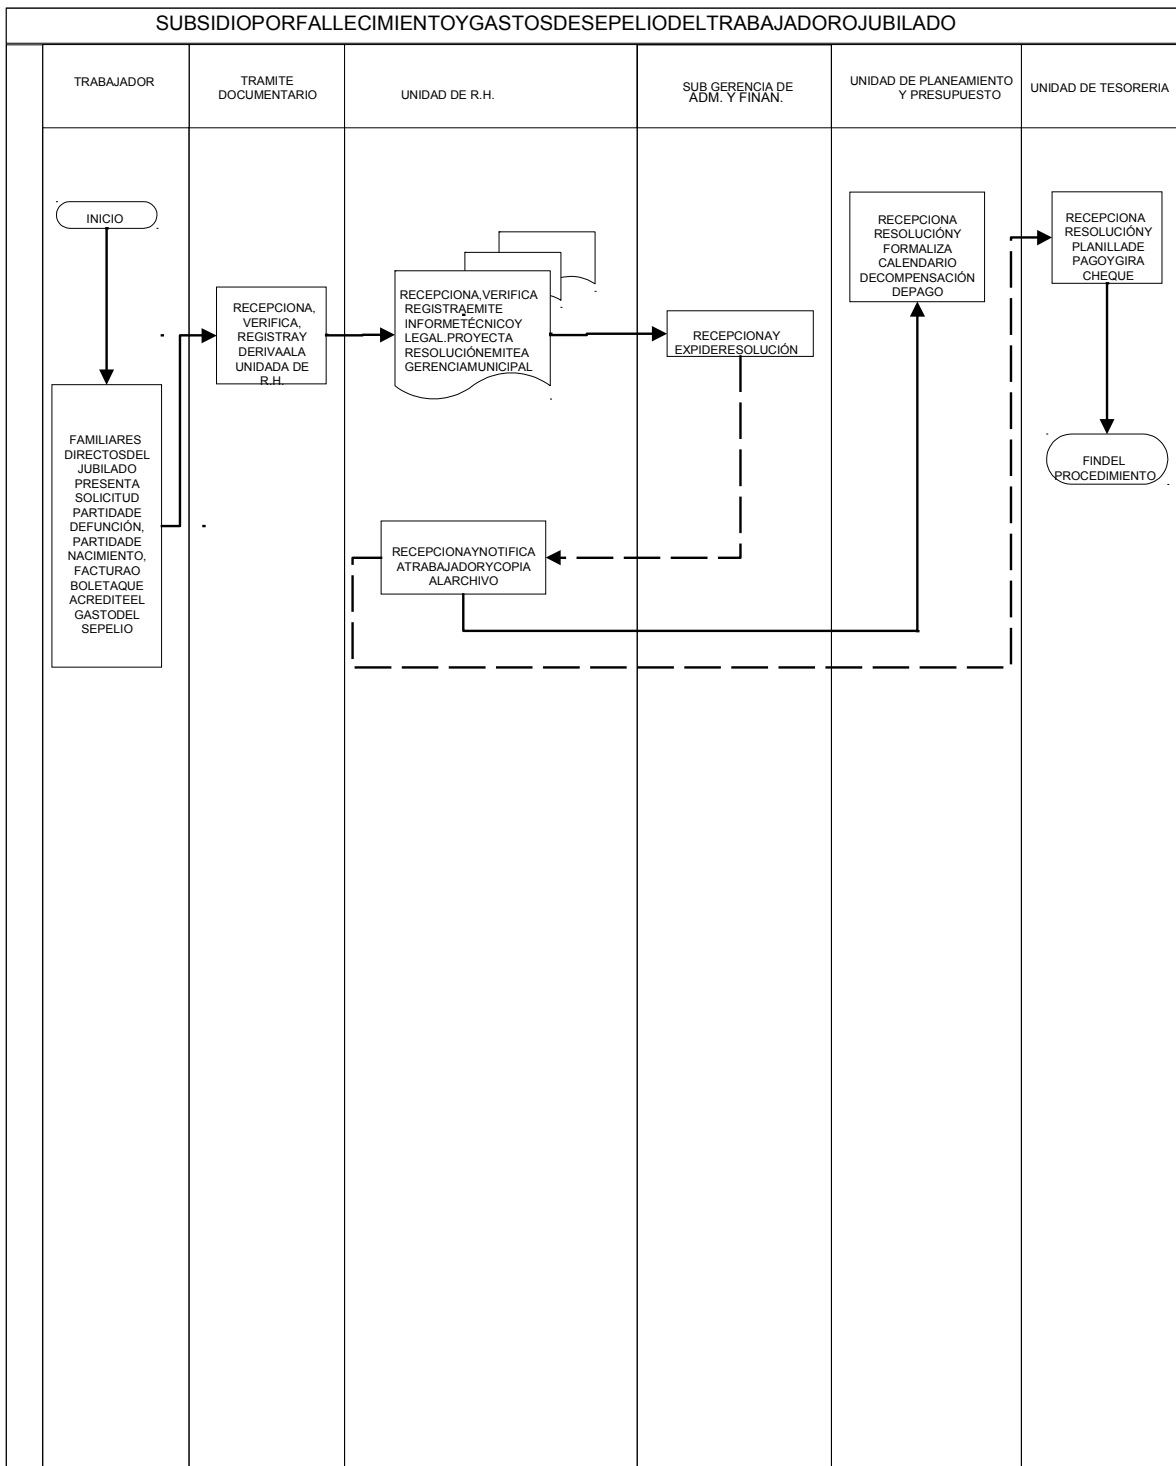 SUBSIDIOPORFALLECIMIENTOYGASTOSDESEPELIODELTRABAJADOROJUBILADO
TRABAJADOR
TRAMITE
DOCUMENTARIO
UNIDAD DE R.H.
SUB GERENCIA DE
ADM. Y FINAN.
UNIDAD DE PLANEAMIENTO
Y PRESUPUESTO
UNIDAD DE TESORERIA
INICIO
FAMILIARES
DIRECTOSDEL
JUBILADO
PRESENTA
SOLICITUD
PARTIDADE
DEFUNCIÓN,
PARTIDADE
NACIMIENTO,
FACTURAO
BOLETAQUE
ACREDITEEL
GASTODEL
SEPELIO
RECEPCIONA,
VERIFICA,
REGISTRAY
DERIVAALA
UNIDADA DE
R.H.
RECEPCIONA,VERIFICA
REGISTRAEMITE
INFORMETÉCNICOY
LEGAL.PROYECTA
RESOLUCIÓNEMITEA
GERENCIAMUNICIPAL
RECEPCIONAY
EXPIDERESOLUCIÓN
RECEPCIONAYNOTIFICA
ATRABAJADORYCOPIA
ALARCHIVO
RECEPCIONA
RESOLUCIÓNY
FORMALIZA
CALENDARIO
DECOMPENSACIÓN
DEPAGO
RECEPCIONA
RESOLUCIÓNY
PLANILLADE
PAGOYGIRA
CHEQUE
FINDEL
PROCEDIMIENTO